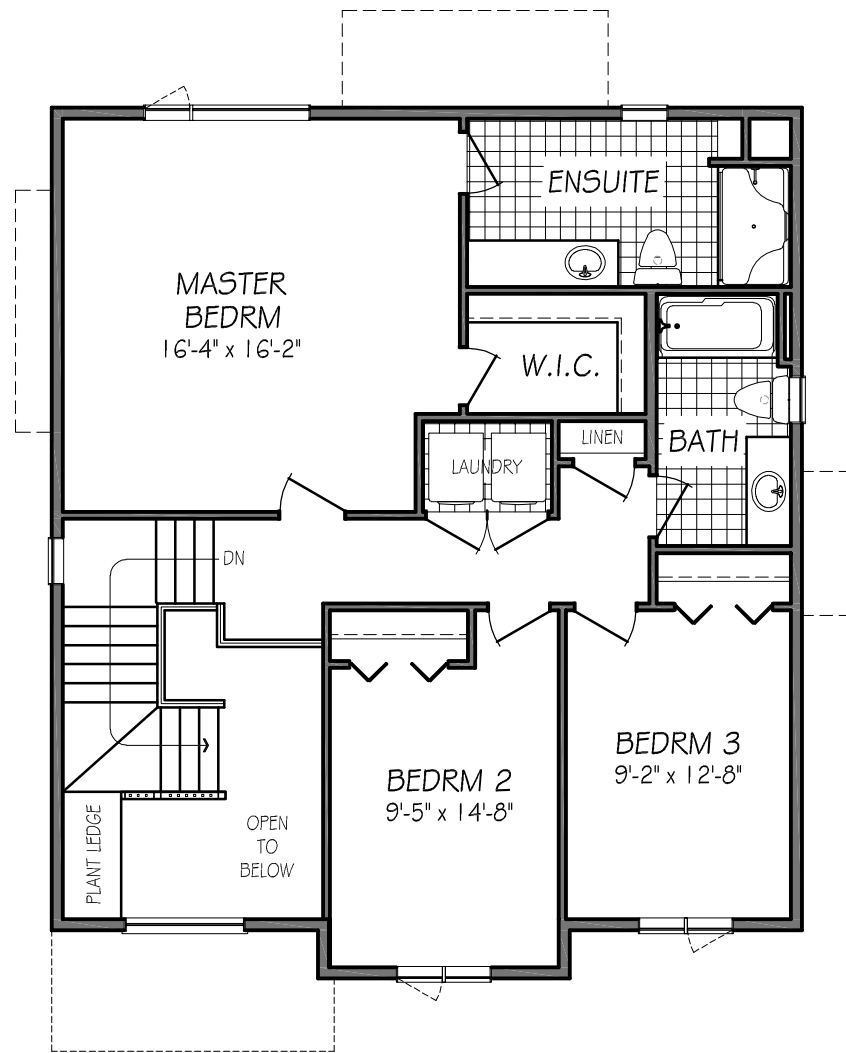 ENSUITE
MASTER
BEDRM
16'-4" x 16'-2"
W.I.C.
LINEN
BATH
LAUNDRY
DN
BEDRM 3
9'-2" x 12'-8"
BEDRM 2
9'-5" x 14'-8"
OPEN
TO
BELOW
PLANT LEDGE